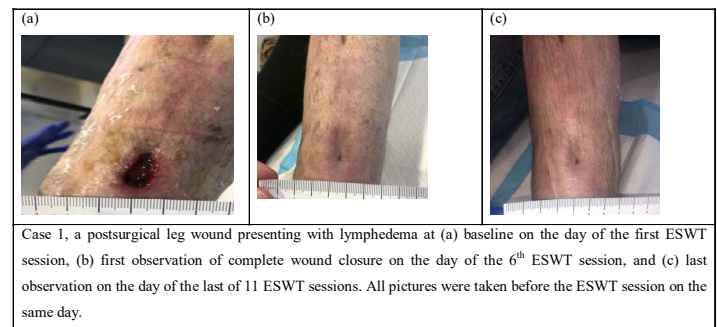 (a)
(b)
(c)
Case 1, a postsurgical leg wound presenting with lymphedema at (a) baseline on the day of the first ESWT
session, (b) first observation of complete wound closure on the day of the 6th ESWT session, and (c) last
observation on the day of the last of 11 ESWT sessions. All pictures were taken before the ESWT session on the
same day.